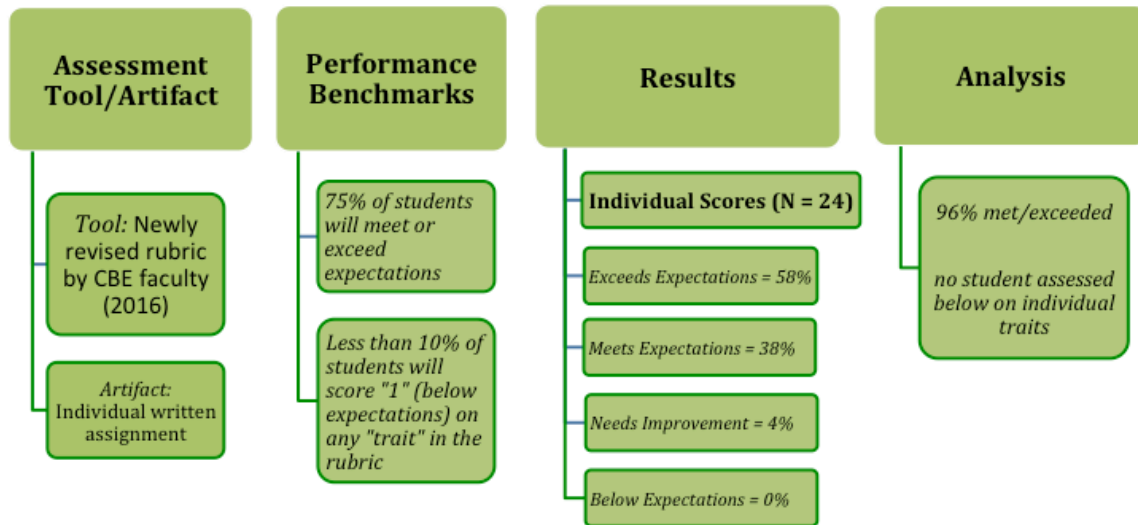 Assessment
Tool/Artifact
Tool: Newly
revised rubric
by CBE faculty
(2016)
Artifact:
Individual written
assignment
Performance
Benchmarks
75% of students
will meet or
exceed
expectations
Less than 10% of
students will
score "1" (below
expectations) on
any "trait" in the
rubric
Results
Individual Scores (N = 24)
Exceeds Expectations = 58%
Meets Expectations = 38%
Needs Improvement = 4%
Below Expectations = 0%
Analysis
96% met/exceeded
no student assessed
below on individual
traits